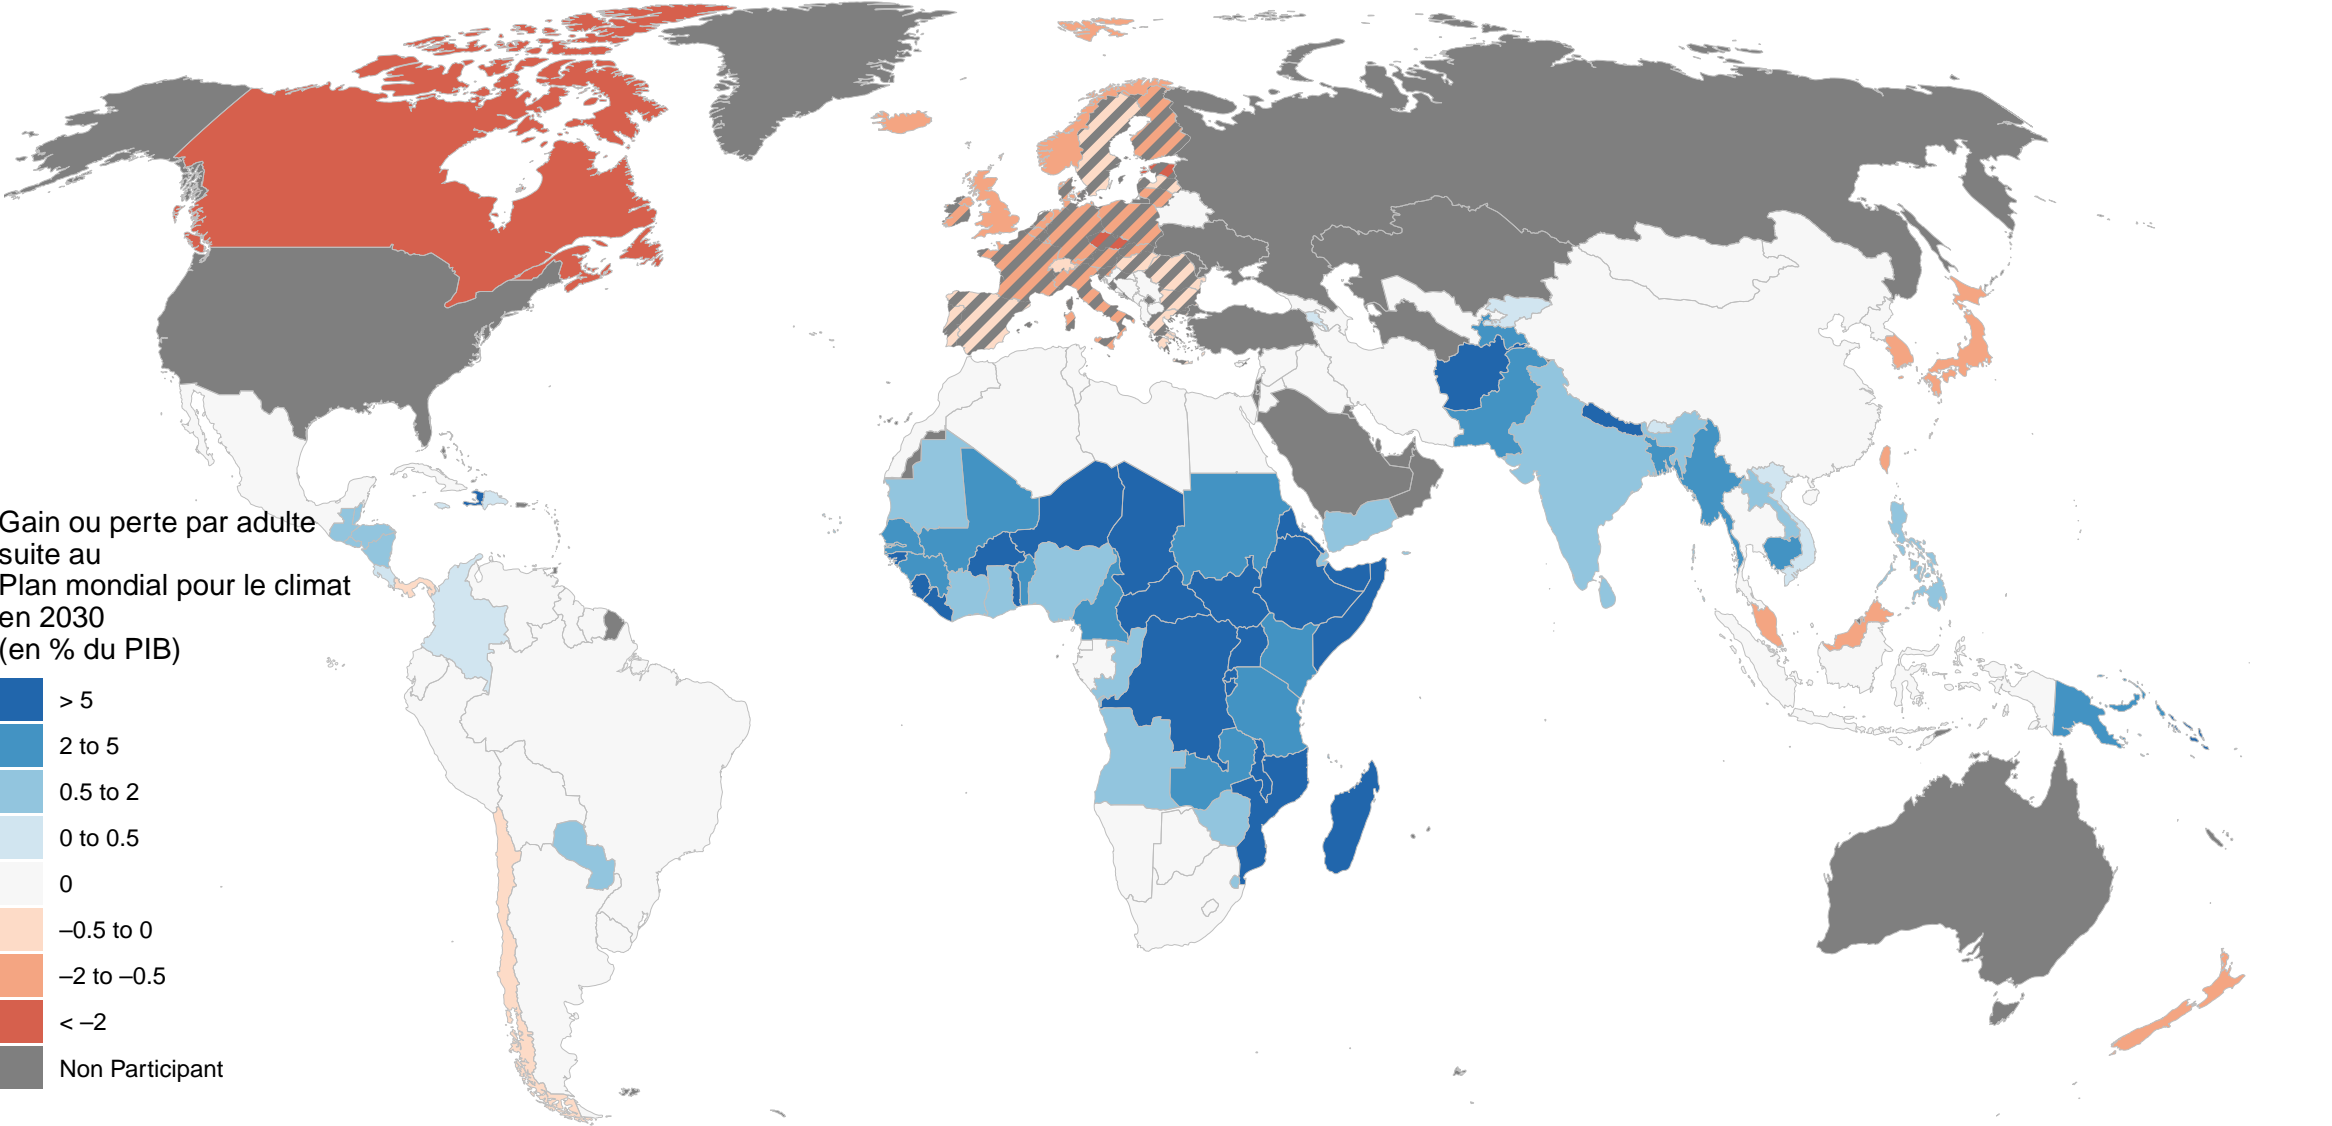 Gain ou perte par adulte
suite au
Plan mondial pour le climat
en 2030
(en % du PIB)
> 5
2 to 5
0.5 to 2
0 to 0.5
0
–0.5 to 0
–2 to –0.5
< –2
Non Participant